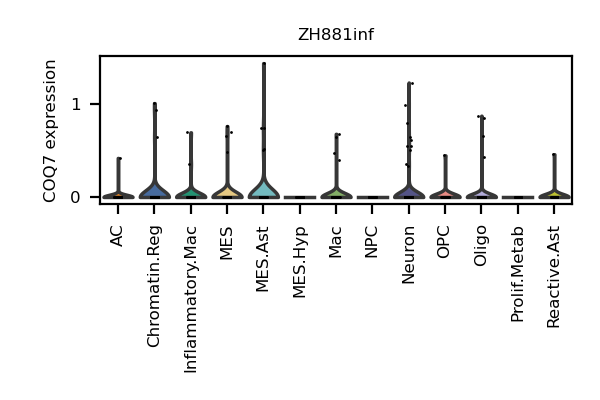 ZH881inf
COQ7 expression
1
0
AC
Chromatin.Reg
Inflammatory.Mac
MES
MES.Ast
MES.Hyp
Mac
NPC
Neuron
OPC
Oligo
Prolif.Metab
Reactive.Ast